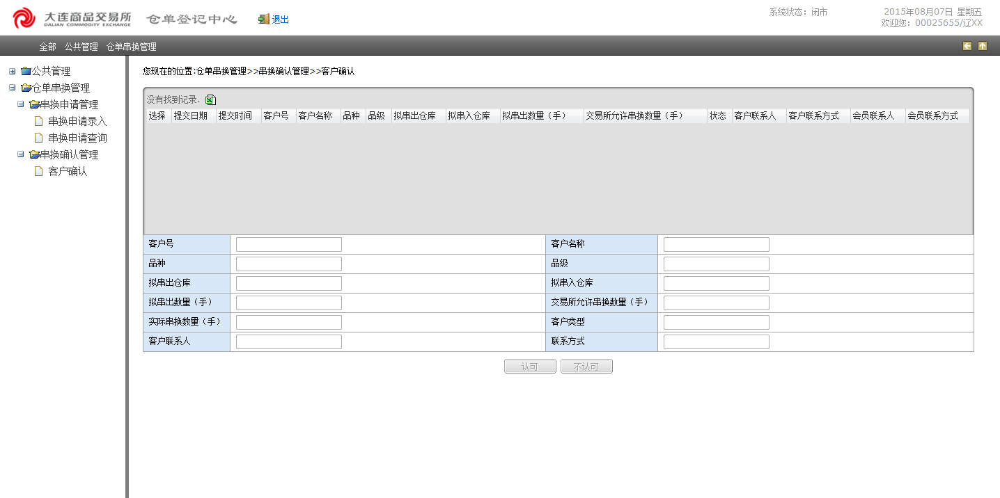 大连商品交易所 仓单登记中心 退出
DALIAN COMMODITY EXCHANGE
系统状态：闭市 2015年08月07日 星期五
欢迎您：00025655/辽XX
全部 公共管理 仓单串换管理
公共管理
仓单串换管理
串换申请管理
串换申请录入
串换申请查询
串换确认管理
客户确认
您现在的位置:仓单串换管理>>串换确认管理>>客户确认
没有找到记录.
选择 提交日期 提交时间 客户号 客户名称 品种 品级 拟串出仓库 拟串入仓库 拟串出数量（手） 交易所允许串换数量（手） 状态 客户联系人 客户联系方式 会员联系人 会员联系方式
客户号 客户名称
品种 品级
拟串出仓库 拟串入仓库
拟串出数量（手） 交易所允许串换数量（手）
实际串换数量（手） 客户类型
客户联系人 联系方式
认可 不认可